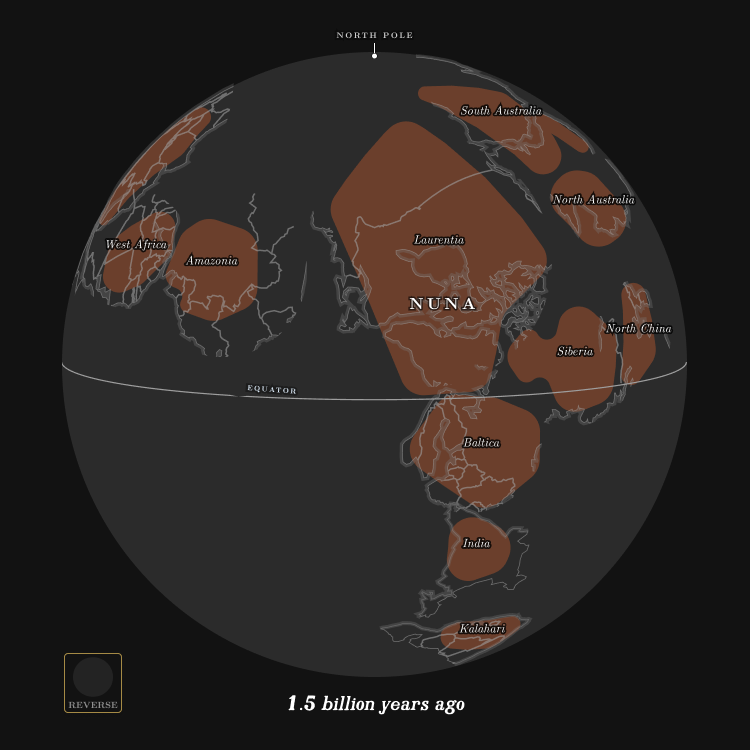 NORTH POLE
South Australia
North Australia
West Africa
Laurentia
Amazonia
NUNA
North China
Siberia
EQUATOR
Baltica
India
Kalahari
REVERSE
1.5 billion years ago